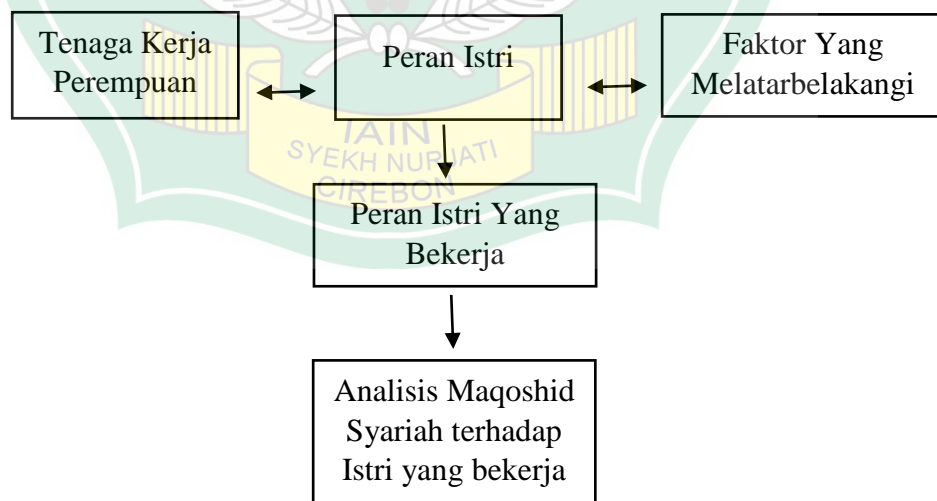 Tenaga Kerja
Perempuan
Peran Istri
Faktor Yang
Melatarbelakangi
IAIN
SYEKH NURJATI
CIREBON
Peran Istri Yang
Bekerja
Analisis Maqoshid
Syariah terhadap
Istri yang bekerja